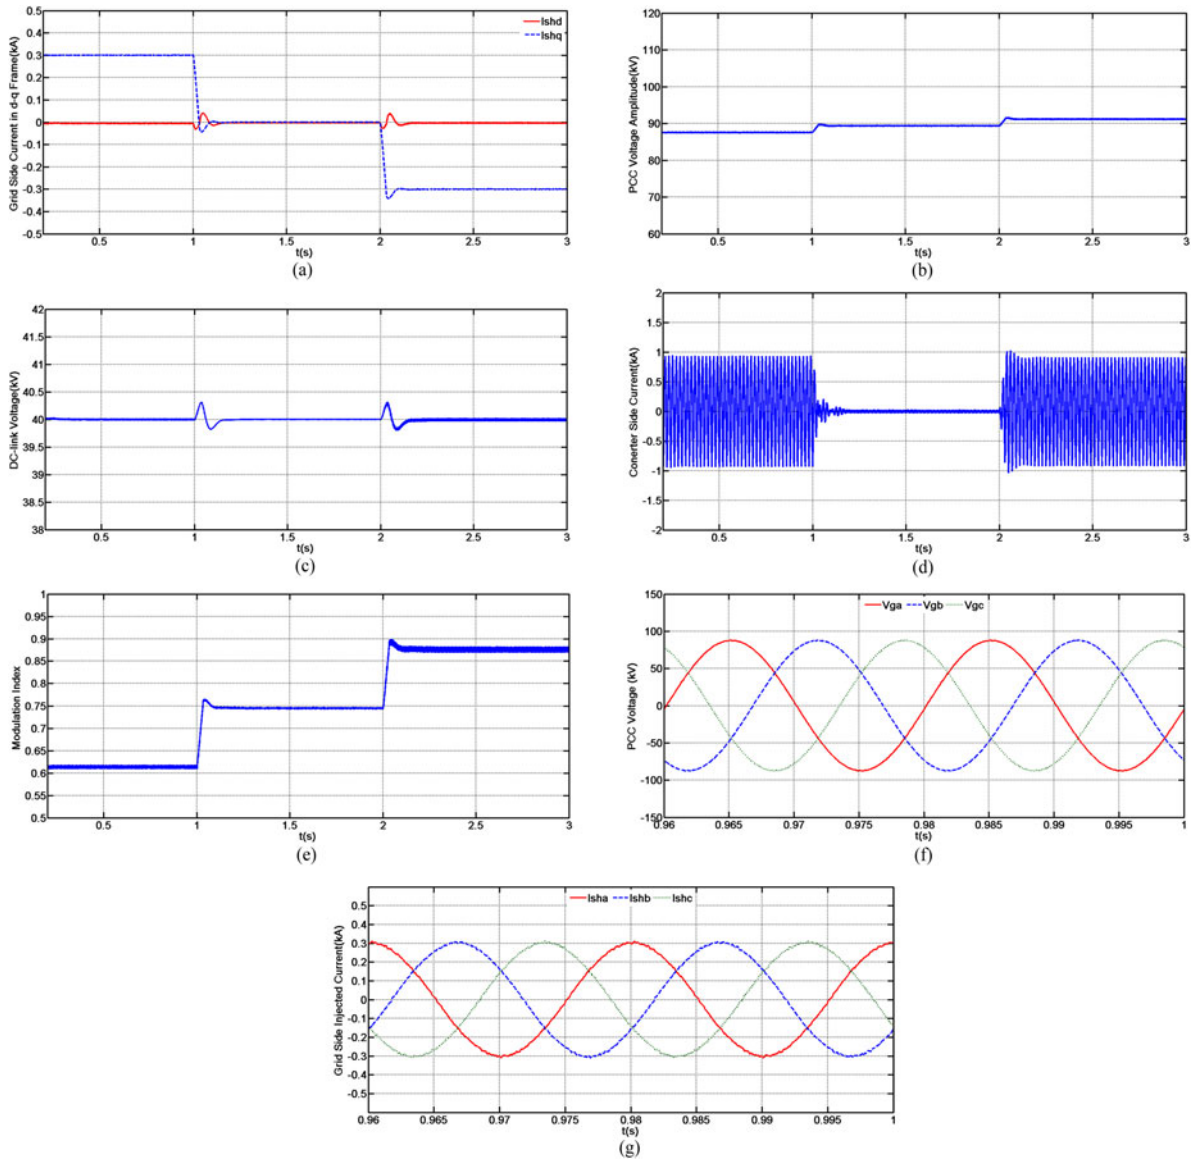 Ishd
Ishq
Grid Side Current in d-q Frame(kA)
0.5
0.4
0.3
0.2
0.1
0
-0.1
-0.2
-0.3
-0.4
-0.5
0.5 1 1.5 2 2.5 3
t(s)
(a)
PCC Voltage Amplitude(kV)
120
110
100
90
80
70
60
0.5 1 1.5 2 2.5 3
t(s)
(b)
DC-link Voltage(kV)
42
41.5
41
40.5
40
39.5
39
38.5
38
0.5 1 1.5 2 2.5 3
t(s)
(c)
Conerter Side Current(kA)
2
1.5
1
0.5
0
-0.5
-1
-1.5
-2
0.5 1 1.5 2 2.5 3
t(s)
(d)
Modulation Index
1
0.95
0.9
0.85
0.8
0.75
0.7
0.65
0.6
0.55
0.5
0.5 1 1.5 2 2.5 3
t(s)
(e)
Vga Vgb Vgc
PCC Voltage (kV)
150
100
50
0
-50
-100
-150
0.96 0.965 0.97 0.975 0.98 0.985 0.99 0.995 1
t(s)
(f)
Isha Ishb Ishc
Grid Side Injected Current(kA)
0.5
0.4
0.3
0.2
0.1
0
-0.1
-0.2
-0.3
-0.4
-0.5
0.96 0.965 0.97 0.975 0.98 0.985 0.99 0.995 1
t(s)
(g)